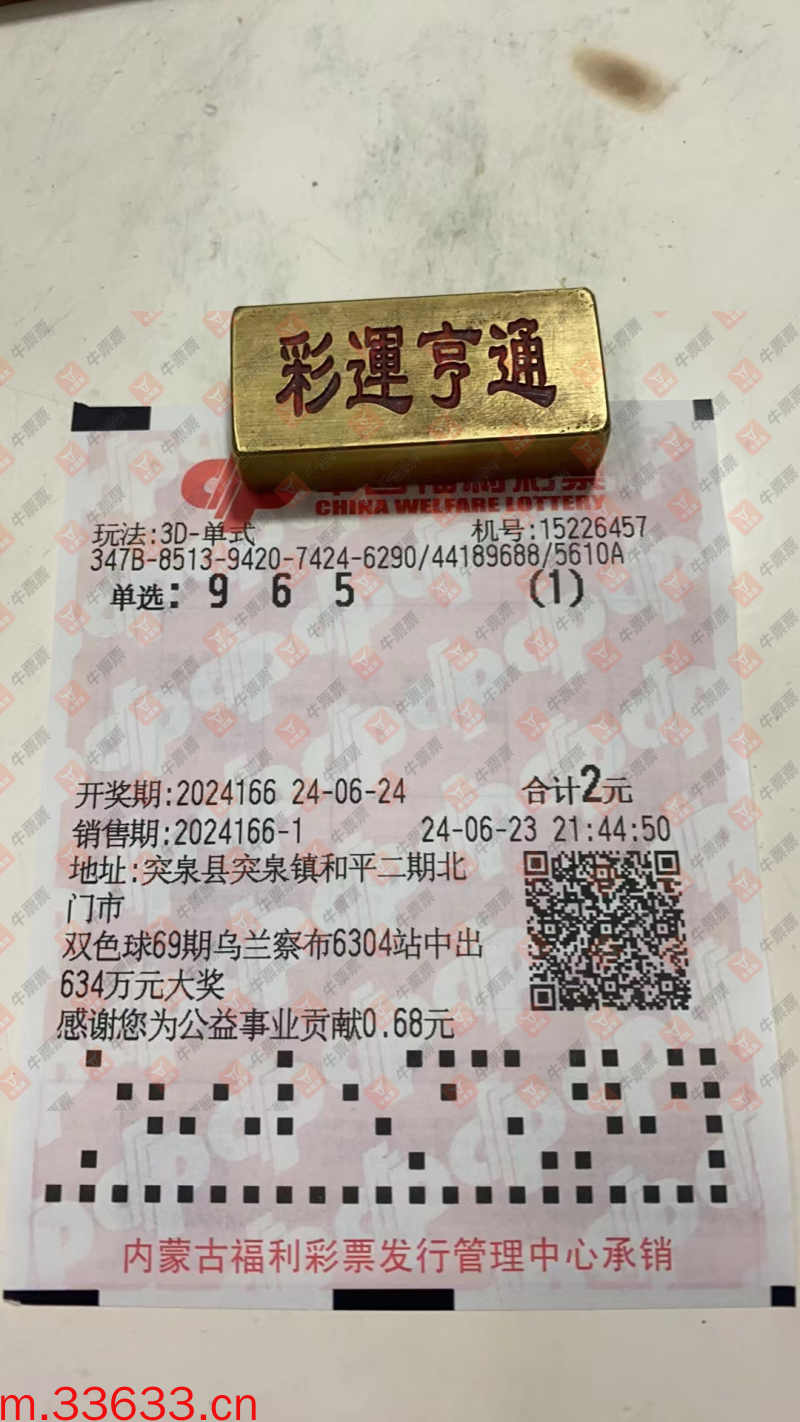 彩運亨通
CHINA WELFARE LOTTERY
玩法:3D-单式 机号:15226457
347B-8513-9420-7424-6290/44189688/5610A
单选: 9 6 5 (1)
开奖期:2024166 24-06-24 合计2元
销售期:2024166-1 24-06-23 21:44:50
地址:突泉县突泉镇和平二期北
门市
双色球69期乌兰察布6304站中出
634万元大奖
感谢您为公益事业贡献0.68元
内蒙古福利彩票发行管理中心承销
m.33633.cn
牛票票